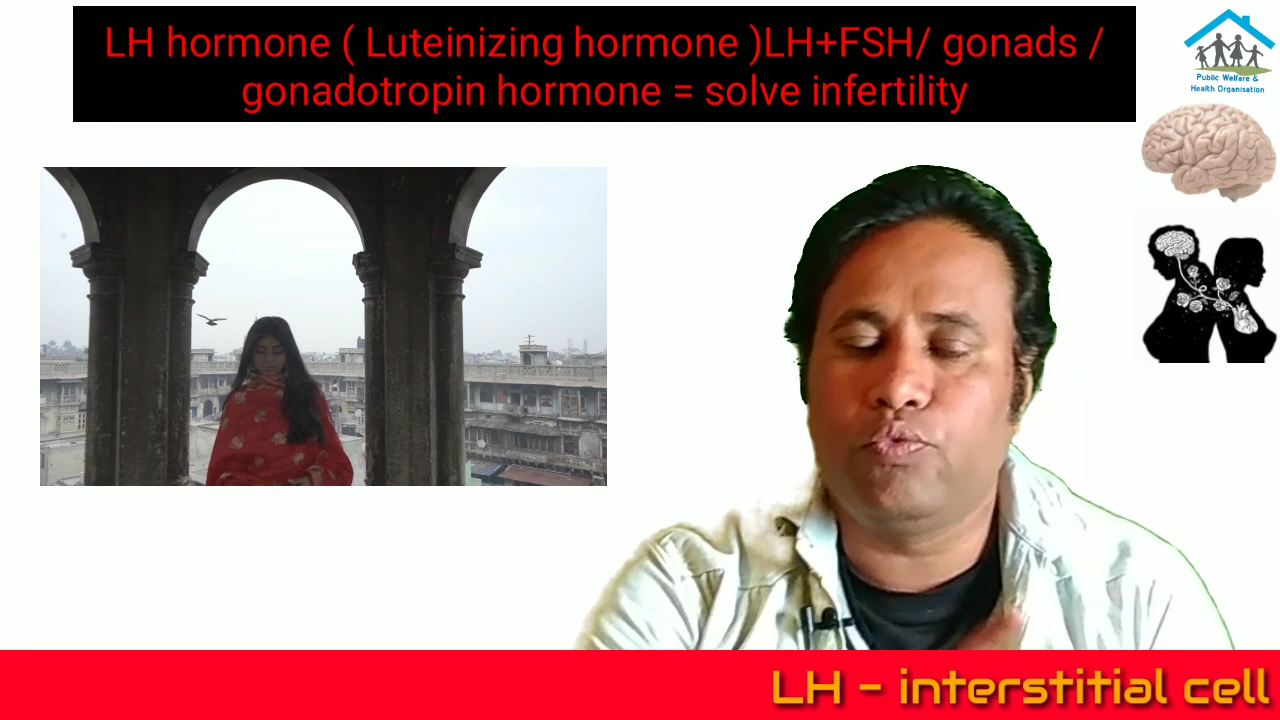 LH hormone ( Luteinizing hormone )LH+FSH/ gonads /
gonadotropin hormone = solve infertility
Public Welfare &
Health Organisation
LH - interstitial cell